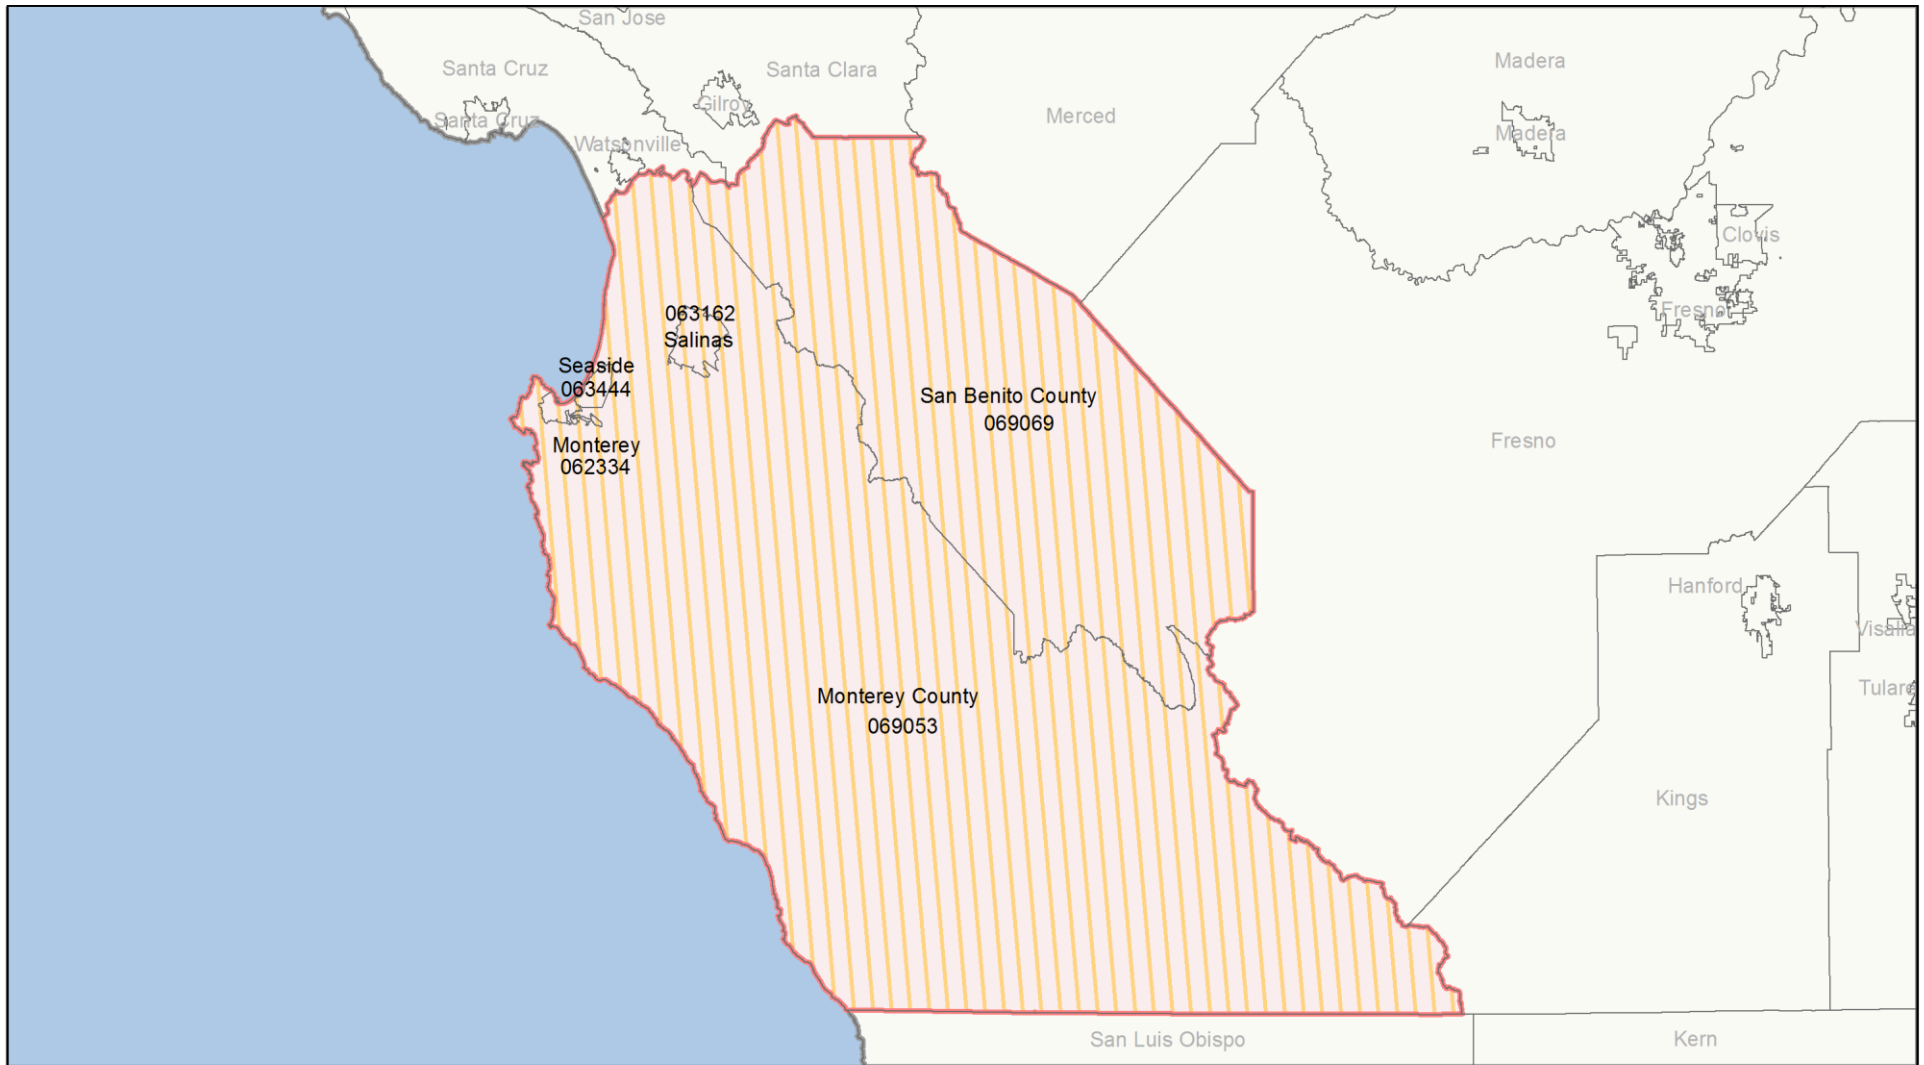 San Jose
Santa Cruz
Santa Clara
Madera
Gilroy
Merced
Santa Cruz
Madera
Watsonville
Clovis
063162
Salinas
Fresno
Seaside
063444
San Benito County
069069
Monterey
062334
Fresno
Hanford
Visalia
Monterey County
069053
Tulare
Kings
San Luis Obispo
Kern